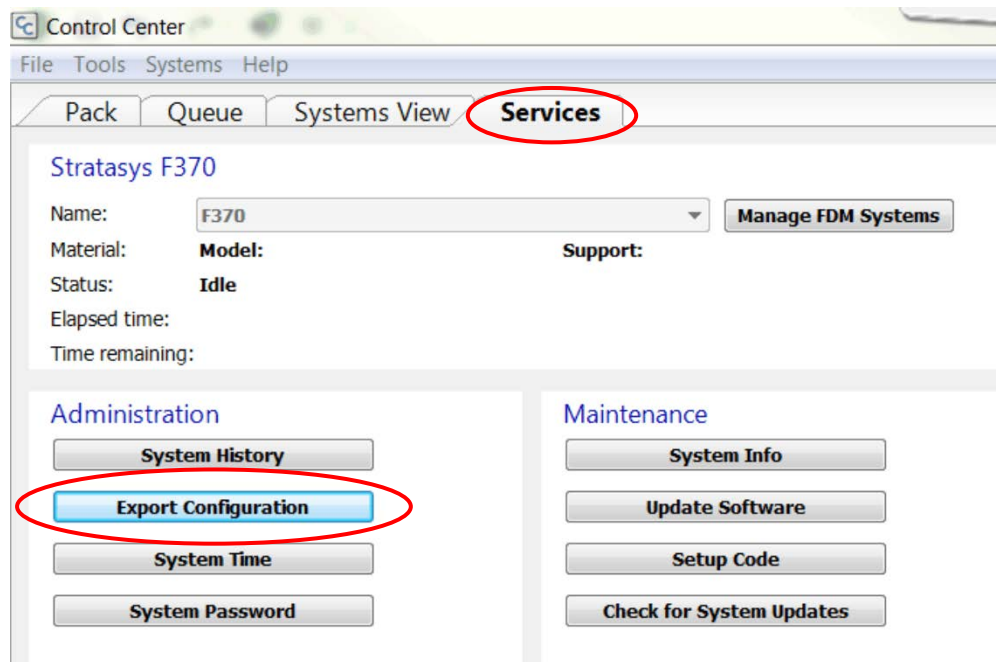 CC Control Center
File Tools Systems Help
Pack Queue Systems View Services
Stratasys F370
Name: F370 Manage FDM Systems
Material: Model: Support:
Status: Idle
Elapsed time:
Time remaining:
Administration Maintenance
System History System Info
Export Configuration Update Software
System Time Setup Code
System Password Check for System Updates